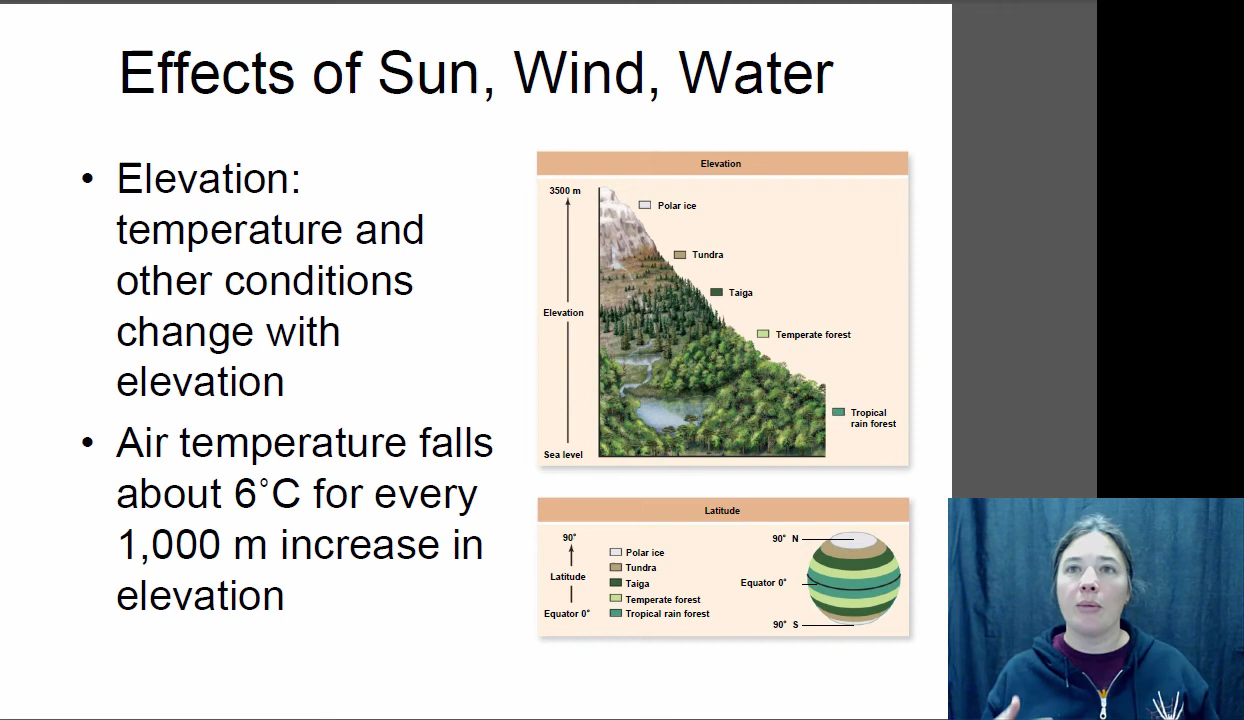 Effects of Sun, Wind, Water
• Elevation:
temperature and
other conditions
change with
elevation
• Air temperature falls
about 6˚C for every
1,000 m increase in
elevation
Elevation
3500 m
Polar ice
Tundra
Taiga
Elevation
Temperate forest
Tropical
rain forest
Sea level
Latitude
90°
Latitude
Equator 0°
Polar ice
Tundra
Taiga
Temperate forest
Tropical rain forest
90° N
Equator 0°
90° S